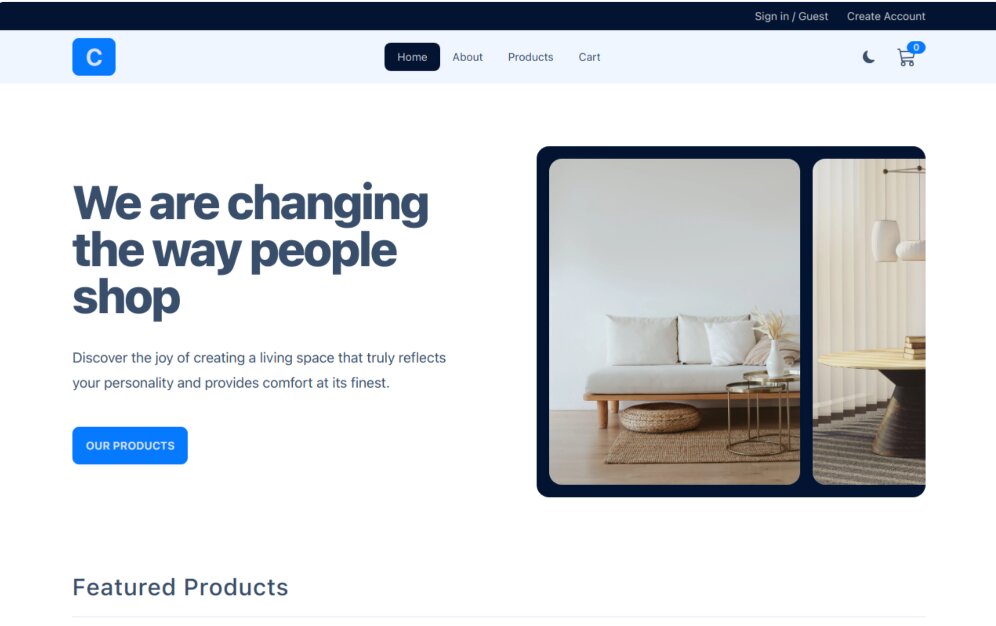 Sign in / Guest Create Account
C
Home About Products Cart
0
We are changing
the way people
shop
Discover the joy of creating a living space that truly reflects
your personality and provides comfort at its finest.
OUR PRODUCTS
Featured Products